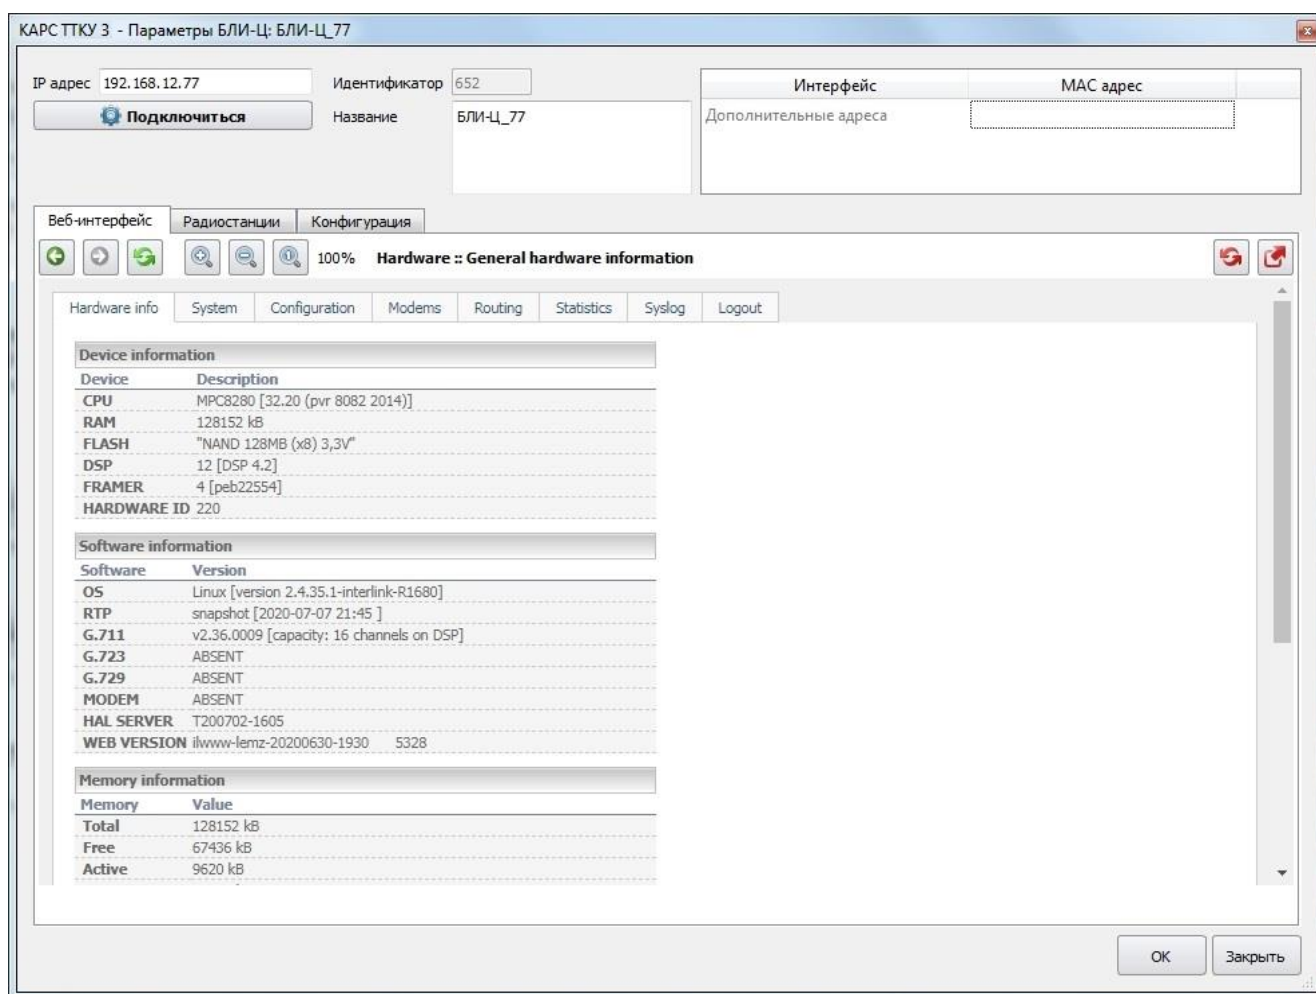 КАРС ТТКУ 3 - Параметры БЛИ-Ц: БЛИ-Ц_77
IP адрес 192.168.12.77 Идентификатор 652 Интерфейс MAC адрес
Подключиться Название БЛИ-Ц_77 Дополнительные адреса
Веб-интерфейс Радиостанции Конфигурация
100% Hardware :: General hardware information
Hardware info System Configuration Modems Routing Statistics Syslog Logout
Device information
Device Description
CPU MPC8280 [32.20 (pvr 8082 2014)]
RAM 128152 kB
FLASH "NAND 128MB (x8) 3,3V"
DSP 12 [DSP 4.2]
FRAMER 4 [peb22554]
HARDWARE ID 220
Software information
Software Version
OS Linux [version 2.4.35.1-interlink-R1680]
RTP snapshot [2020-07-07 21:45 ]
G.711 v2.36.0009 [capacity: 16 channels on DSP]
G.723 ABSENT
G.729 ABSENT
MODEM ABSENT
HAL SERVER T200702-1605
WEB VERSION ilwww-lemz-20200630-1930 5328
Memory information
Memory Value
Total 128152 kB
Free 67436 kB
Active 9620 kB
OK Закрыть